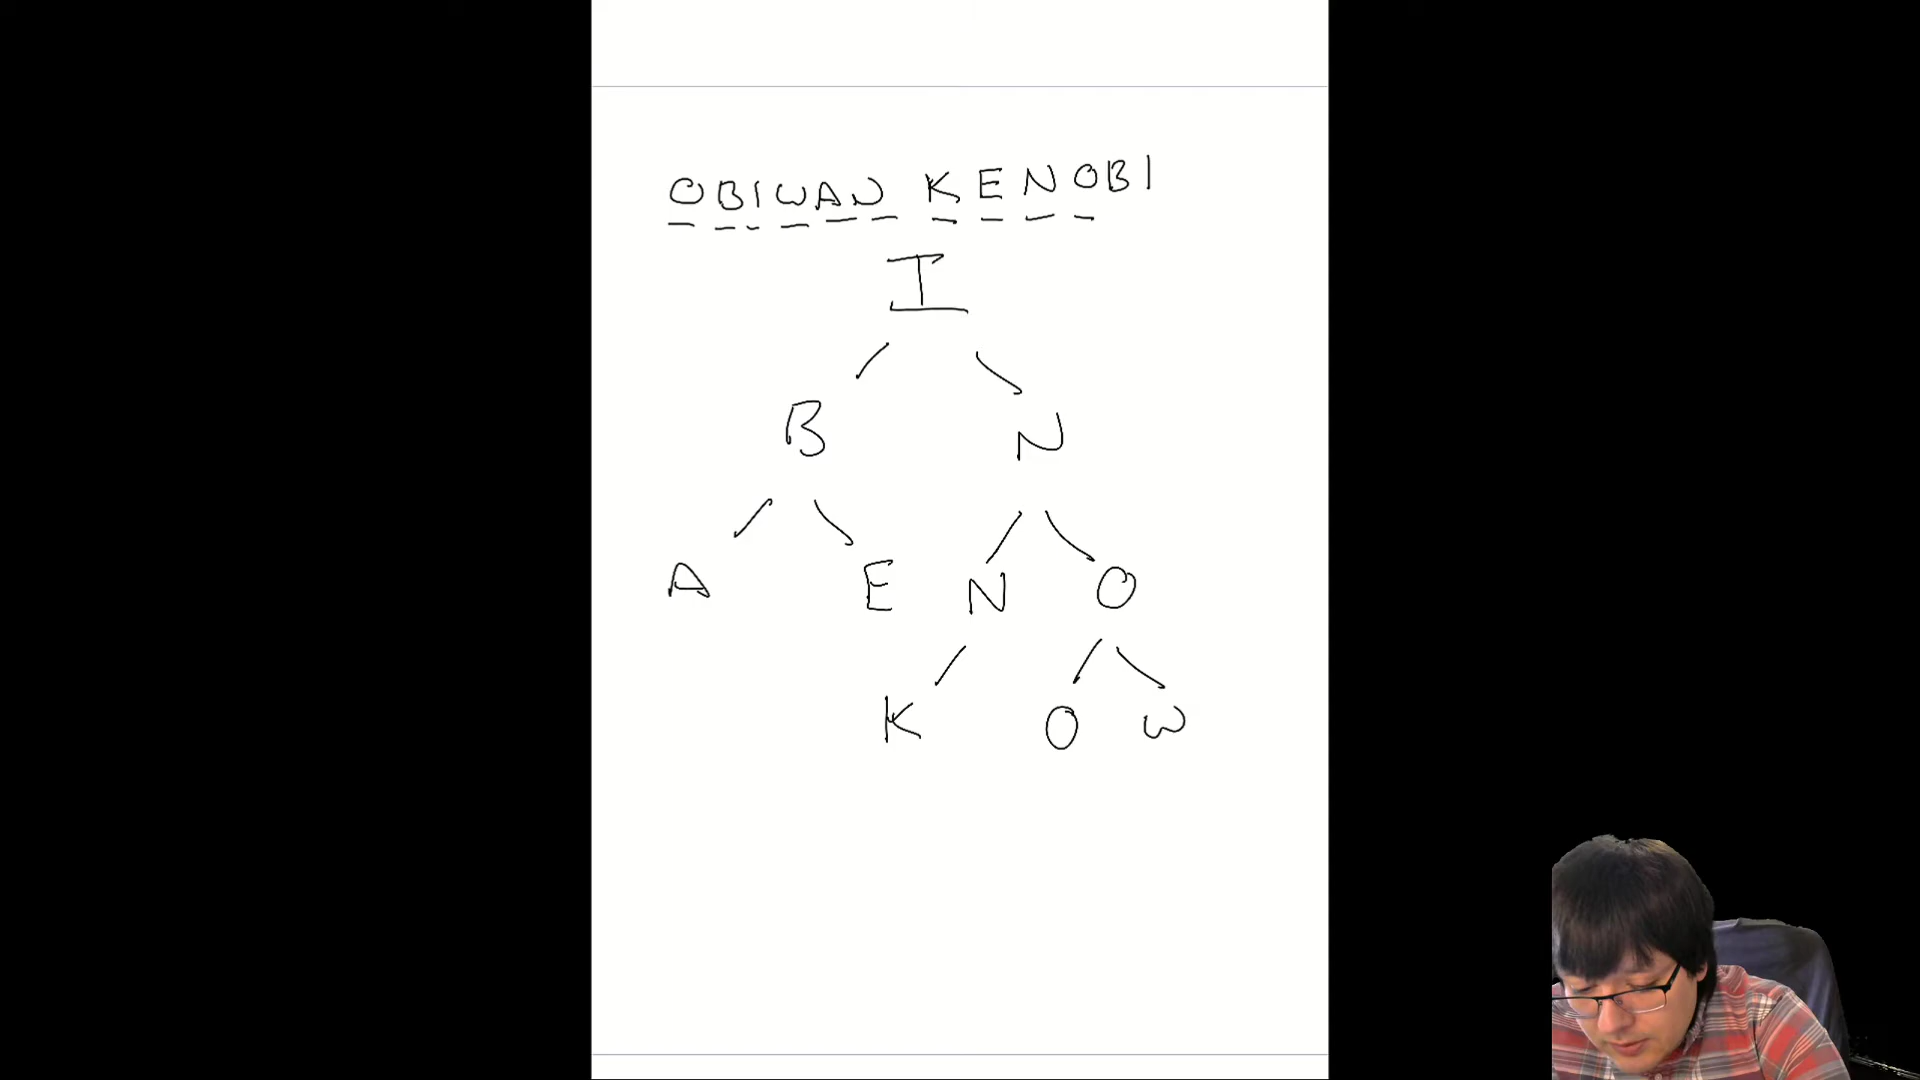 OBIWAN KENOBI
I
B N
A E N O
K O W